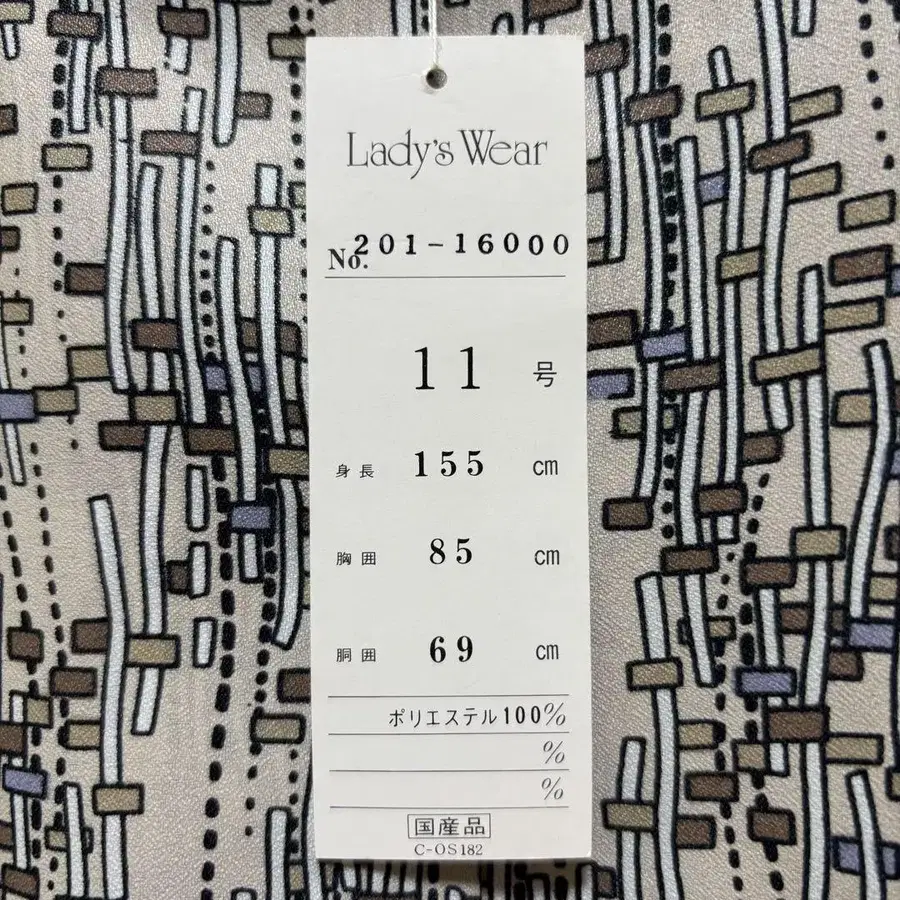 Lady's Wear
No. 201-16000
11 号
身長 155 cm
胸囲 85 cm
胴囲 69 cm
ポリエステル100%
%
%
国産品
C-OS182